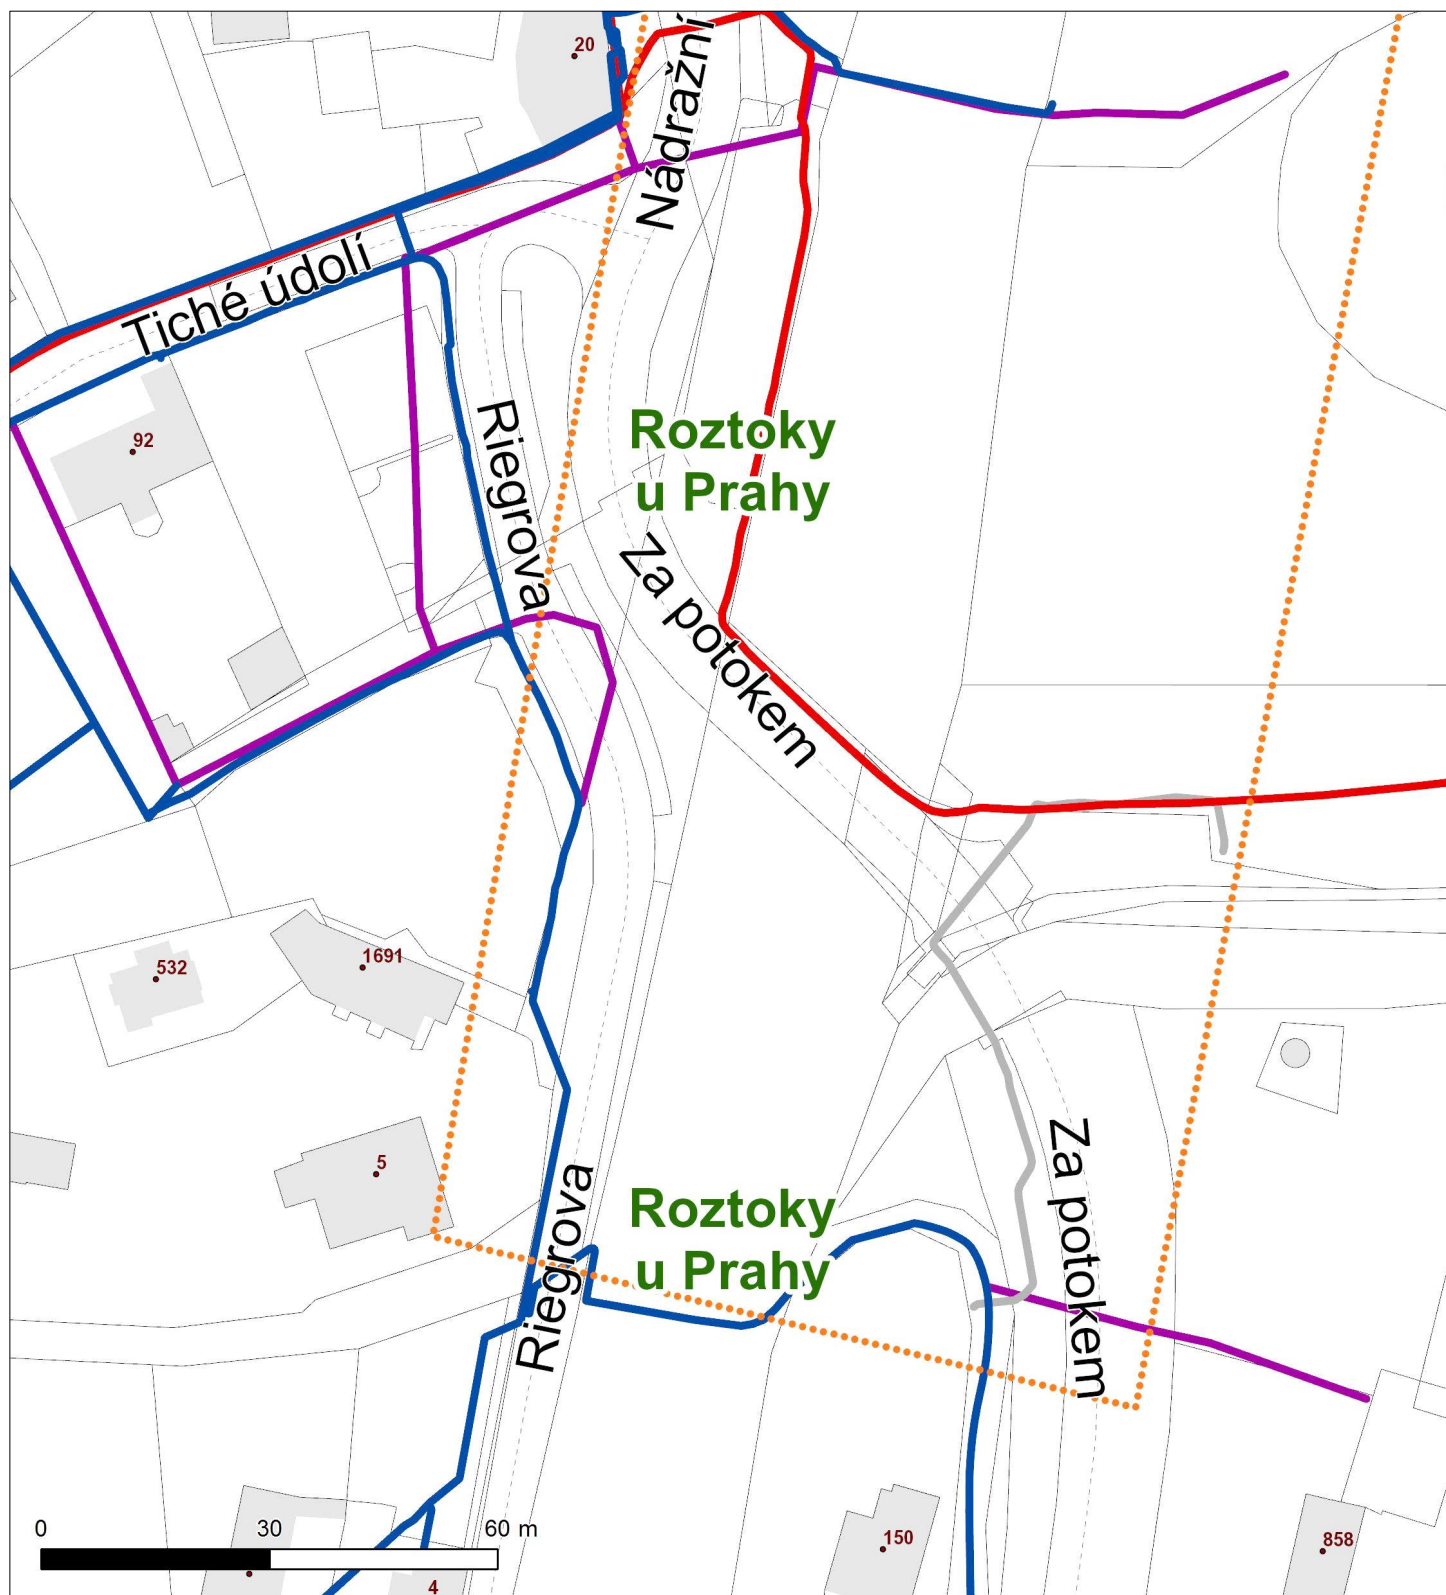 20
Nádražní
Tiché údolí
92
Riegrova
Roztoky
u Prahy
Za potokem
532
1691
5
Roztoky
u Prahy
Riegrova
Za potokem
0 30 60 m
150
858
4